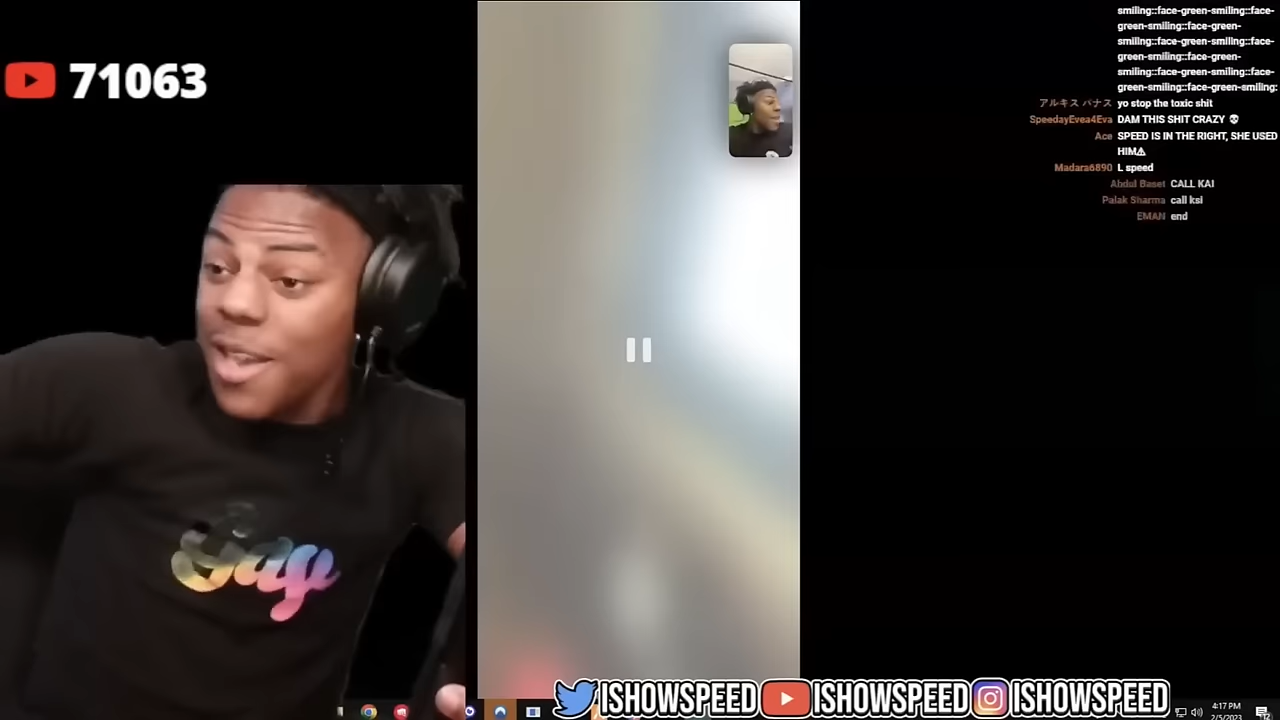 71063
smiling::face-green-smiling::face-
green-smiling::face-green-
smiling::face-green-smiling::face-
green-smiling::face-green-
smiling::face-green-smiling::face-
green-smiling::face-green-smiling:
アルキス バナス yo stop the toxic shit
SpeedayEvea4Eva DAM THIS SHIT CRAZY 💀
Ace SPEED IS IN THE RIGHT, SHE USED
HIM⚠
Madara6890 L speed
Abdul Baset CALL KAI
Palak Sharma call ksi
EMAN end
Gay
ISHOWSPEED ISHOWSPEED ISHOWSPEED
4:17 PM